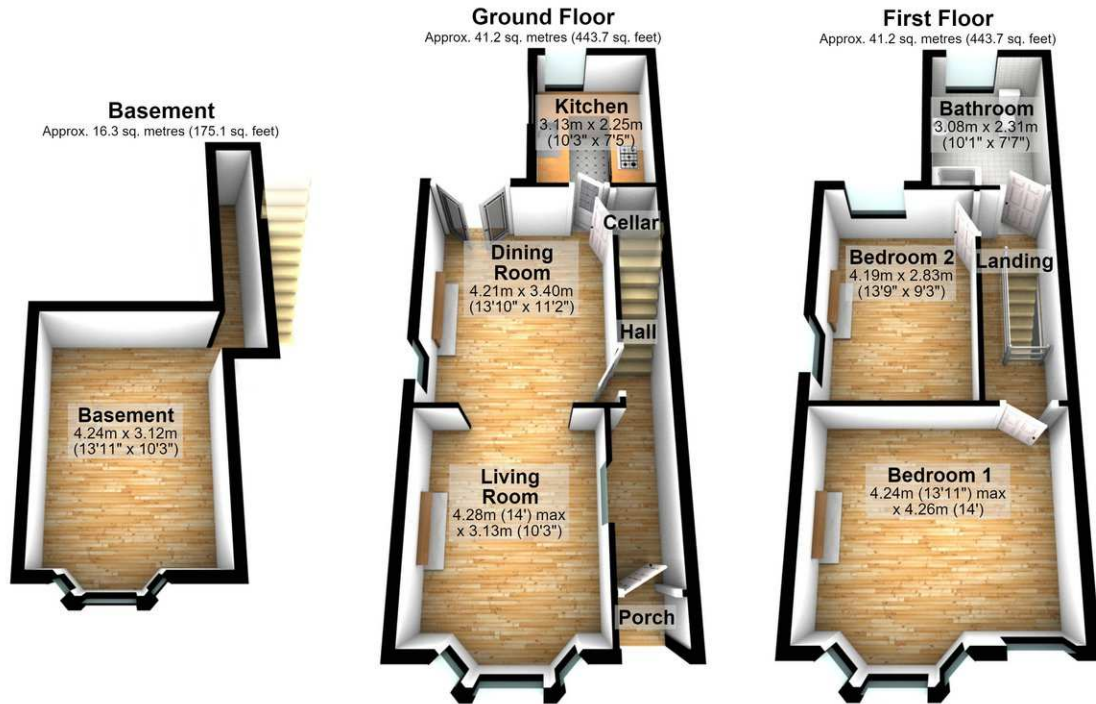 Basement
Approx. 16.3 sq. metres (175.1 sq. feet)
Basement
4.24m x 3.12m
(13'11" x 10'3")
Ground Floor
Approx. 41.2 sq. metres (443.7 sq. feet)
Kitchen
3.13m x 2.25m
(10'3" x 7'5")
Cellar
Dining
Room
4.21m x 3.40m
(13'10" x 11'2")
Hall
Living
Room
4.28m (14') max
x 3.13m (10'3")
Porch
First Floor
Approx. 41.2 sq. metres (443.7 sq. feet)
Bathroom
3.08m x 2.31m
(10'1" x 7'7")
Bedroom 2
4.19m x 2.83m
(13'9" x 9'3")
Landing
Bedroom 1
4.24m (13'11") max
x 4.26m (14')